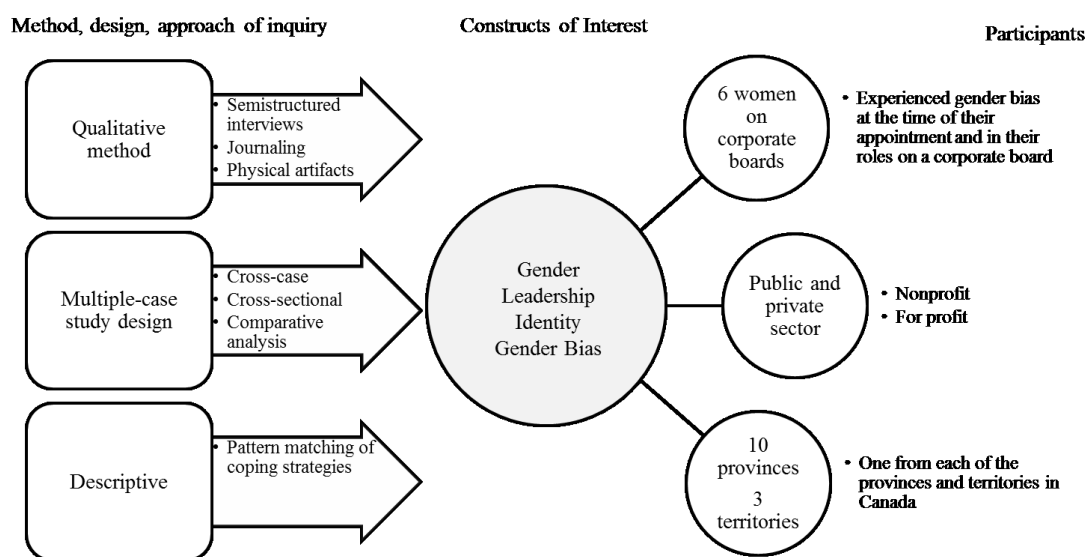 Method, design, approach of inquiry
Constructs of Interest
Participants
Qualitative
method
• Semistructured
interviews
• Journaling
• Physical artifacts
Multiple-case
study design
• Cross-case
• Cross-sectional
• Comparative
analysis
Descriptive
• Pattern matching of
coping strategies
Gender
Leadership
Identity
Gender Bias
6 women
on
corporate
boards
• Experienced gender bias
at the time of their
appointment and in their
roles on a corporate board
Public and
private
sector
• Nonprofit
• For profit
10
provinces
3
territories
• One from each of the
provinces and territories in
Canada